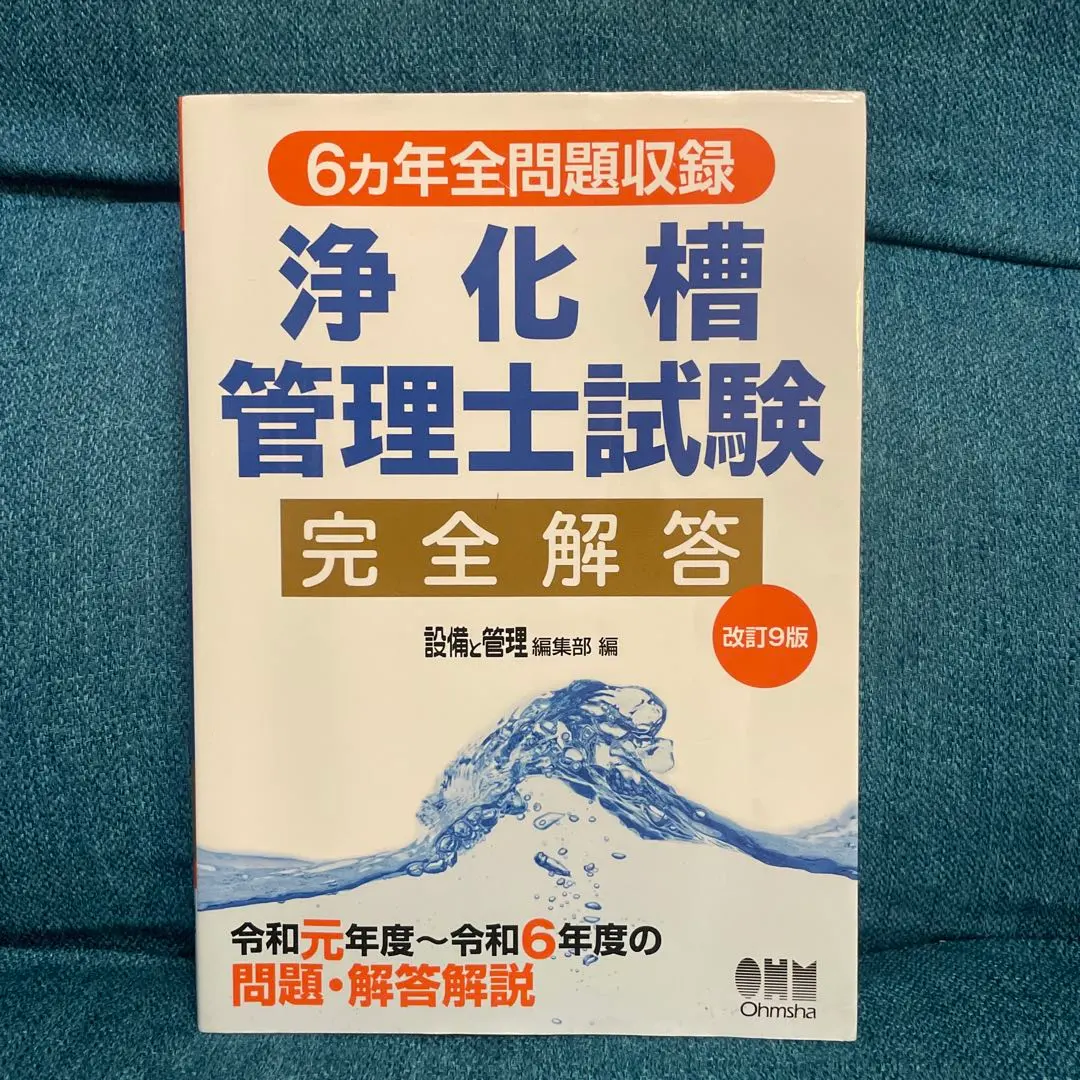 6ヵ年全問題収録
浄化槽
管理士試験
完全解答
設備と管理 編集部 編
改訂9版
令和元年度～令和6年度の
問題・解答解説
OHM
Ohmsha